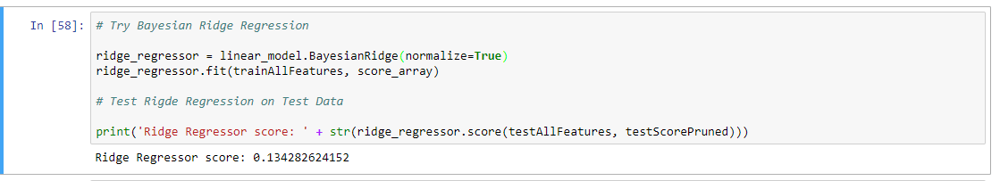 In [58]: # Try Bayesian Ridge Regression
ridge_regressor = linear_model.BayesianRidge(normalize=True)
ridge_regressor.fit(trainAllFeatures, score_array)
# Test Rigde Regression on Test Data
print('Ridge Regressor score: ' + str(ridge_regressor.score(testAllFeatures, testScorePruned)))
Ridge Regressor score: 0.134282624152